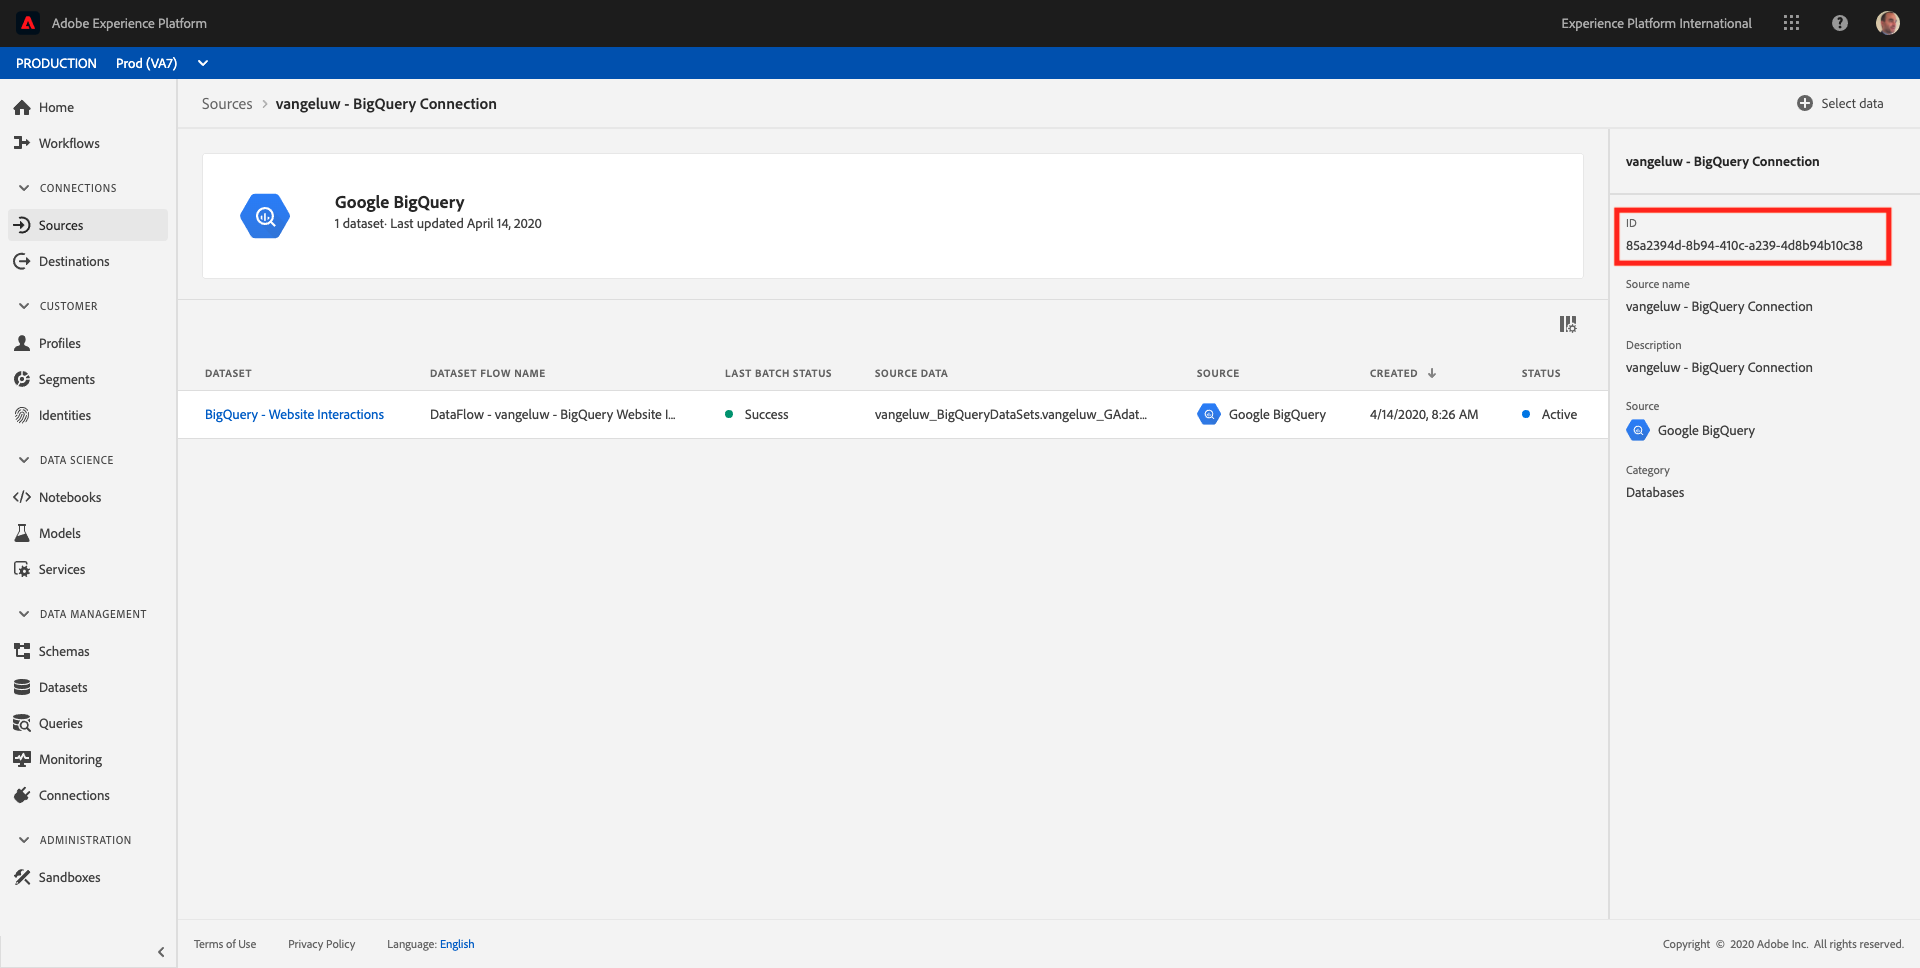 Adobe Experience Platform
Experience Platform International
PRODUCTION Prod (VA7)
Home
Workflows
CONNECTIONS
Sources
Destinations
CUSTOMER
Profiles
Segments
Identities
DATA SCIENCE
Notebooks
Models
Services
DATA MANAGEMENT
Schemas
Datasets
Queries
Monitoring
Connections
ADMINISTRATION
Sandboxes
Sources > vangeluw - BigQuery Connection
Select data
Google BigQuery
1 dataset· Last updated April 14, 2020
DATASET DATASET FLOW NAME LAST BATCH STATUS SOURCE DATA SOURCE CREATED STATUS
BigQuery - Website Interactions DataFlow - vangeluw - BigQuery Website I... Success vangeluw_BigQueryDataSets.vangeluw_GAdat... Google BigQuery 4/14/2020, 8:26 AM Active
vangeluw - BigQuery Connection
ID
85a2394d-8b94-410c-a239-4d8b94b10c38
Source name
vangeluw - BigQuery Connection
Description
vangeluw - BigQuery Connection
Source
Google BigQuery
Category
Databases
Terms of Use Privacy Policy Language: English
Copyright © 2020 Adobe Inc. All rights reserved.